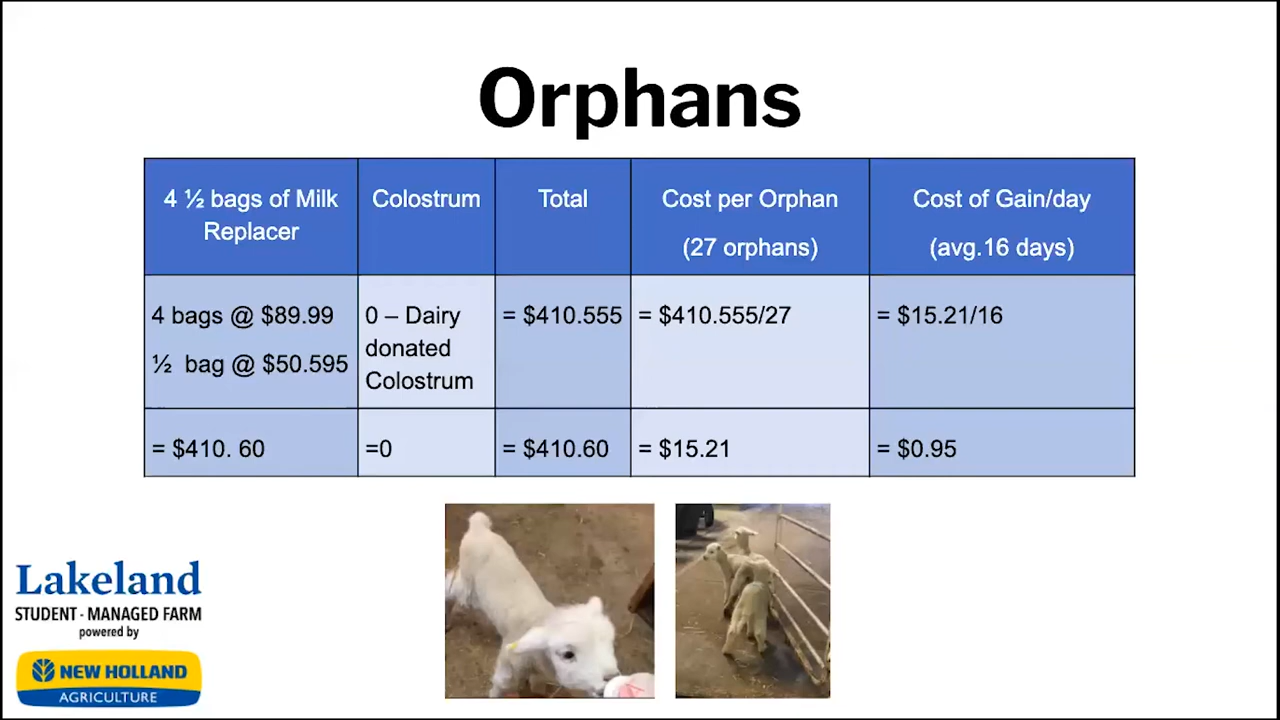 Orphans
4 ½ bags of Milk
Replacer
Colostrum
Total
Cost per Orphan
(27 orphans)
Cost of Gain/day
(avg.16 days)
4 bags @ $89.99
½ bag @ $50.595
0 – Dairy
donated
Colostrum
= $410.555
= $410.555/27
= $15.21/16
= $410. 60
=0
= $410.60
= $15.21
= $0.95
Lakeland
STUDENT - MANAGED FARM
powered by
NEW HOLLAND
AGRICULTURE